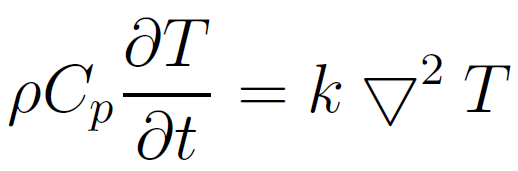 ρC_p ∂T/∂t = k ▽² T